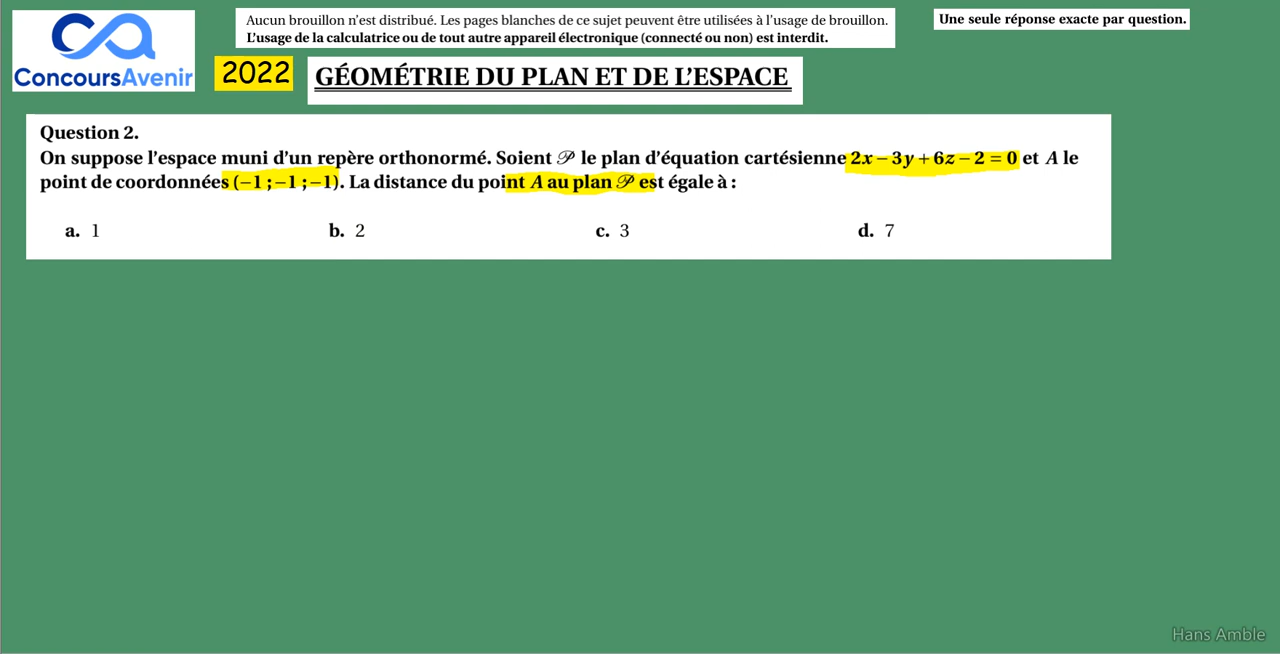 Aucun brouillon n'est distribué. Les pages blanches de ce sujet peuvent être utilisées à l'usage de brouillon.
L'usage de la calculatrice ou de tout autre appareil électronique (connecté ou non) est interdit.
Une seule réponse exacte par question.
ConcoursAvenir
2022
GÉOMÉTRIE DU PLAN ET DE L'ESPACE
Question 2.
On suppose l'espace muni d'un repère orthonormé. Soient 𝒫 le plan d'équation cartésienne 2x − 3y + 6z − 2 = 0 et A le
point de coordonnées (−1 ; −1 ; −1). La distance du point A au plan 𝒫 est égale à :
a. 1 b. 2 c. 3 d. 7
Hans Amble